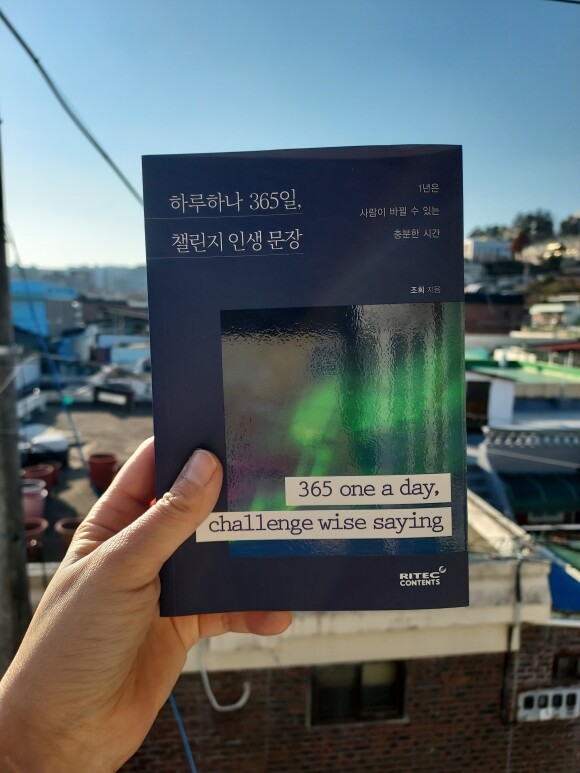 하루하나 365일,
챌린지 인생 문장
1년은
사람이 바뀔 수 있는
충분한 시간
조희 지음
365 one a day,
challenge wise saying
RITEC
CONTENTS